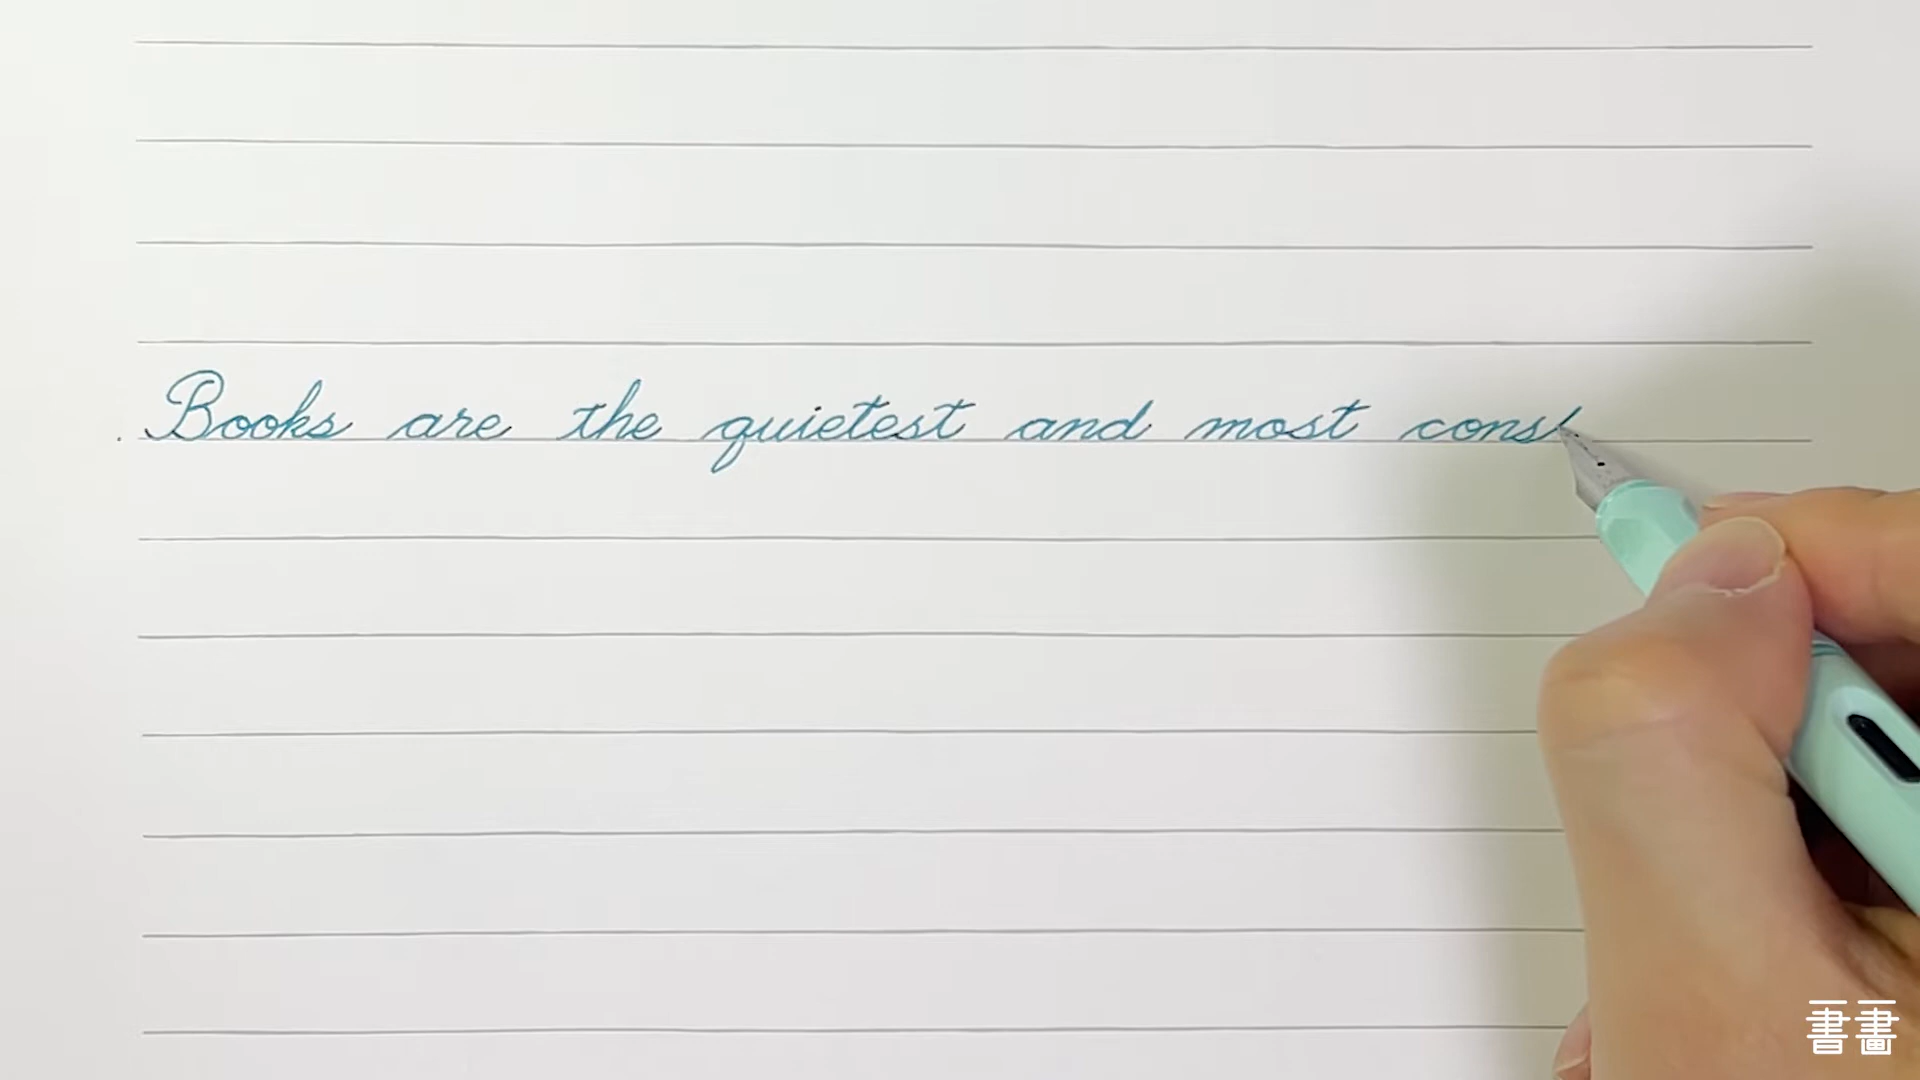 Books are the quietest and most cons
書畫